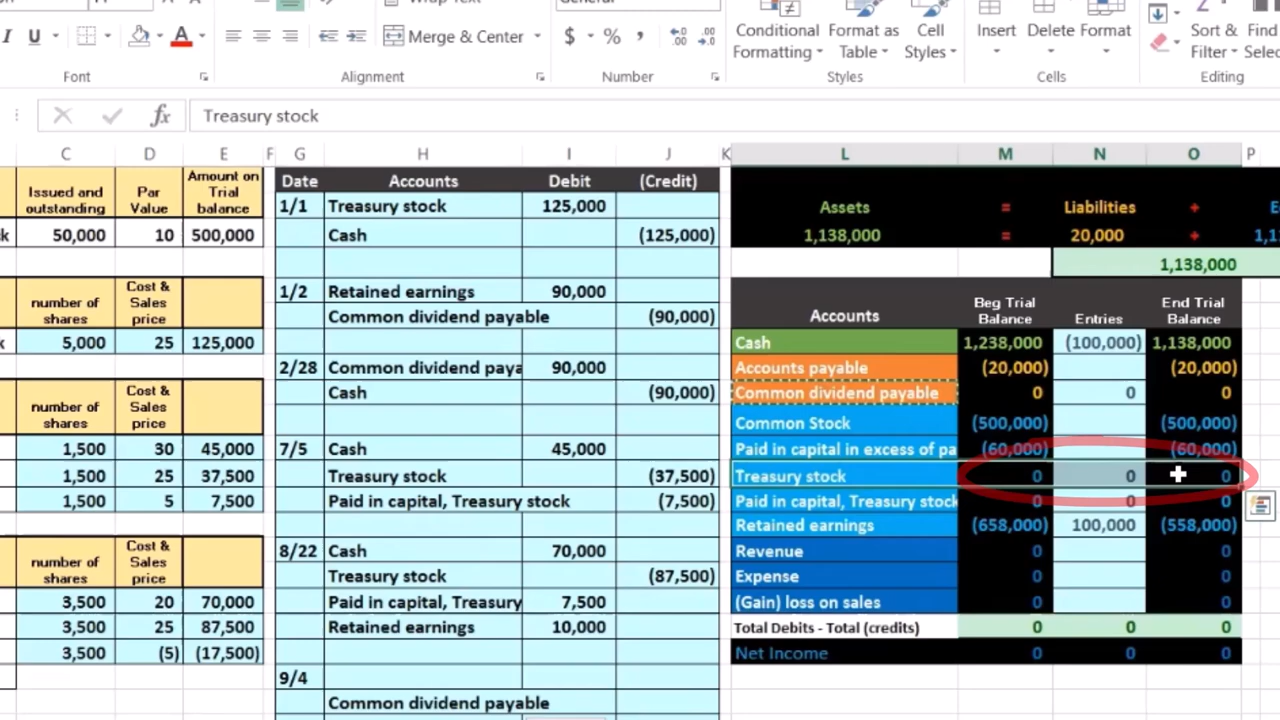 U A $ % ,
Merge & Center
Conditional Formatting
Format as Table
Cell Styles
Insert
Delete
Format
Sort & Filter
Find
Font
Alignment
Number
Styles
Cells
Editing
fx Treasury stock
C D E F G H I J K L M N O P
Issued and outstanding
Par Value
Amount on Trial balance
50,000 10 500,000
number of shares
Cost & Sales price
5,000 25 125,000
number of shares
Cost & Sales price
1,500 30 45,000
1,500 25 37,500
1,500 5 7,500
number of shares
Cost & Sales price
3,500 20 70,000
3,500 25 87,500
3,500 (5) (17,500)
Date Accounts Debit (Credit)
1/1 Treasury stock 125,000
Cash (125,000)
1/2 Retained earnings 90,000
Common dividend payable (90,000)
2/28 Common dividend paya 90,000
Cash (90,000)
7/5 Cash 45,000
Treasury stock (37,500)
Paid in capital, Treasury stock (7,500)
8/22 Cash 70,000
Treasury stock (87,500)
Paid in capital, Treasury 7,500
Retained earnings 10,000
9/4
Common dividend payable
Assets = Liabilities +
1,138,000 = 20,000 +
1,138,000
Accounts
Beg Trial Balance
Entries
End Trial Balance
Cash 1,238,000 (100,000) 1,138,000
Accounts payable (20,000) (20,000)
Common dividend payable 0 0 0
Common Stock (500,000) (500,000)
Paid in capital in excess of pa (60,000) (60,000)
Treasury stock 0 0 0
Paid in capital, Treasury stock 0 0 0
Retained earnings (658,000) 100,000 (558,000)
Revenue 0 0
Expense 0 0
(Gain) loss on sales 0 0
Total Debits - Total (credits) 0 0 0
Net Income 0 0 0